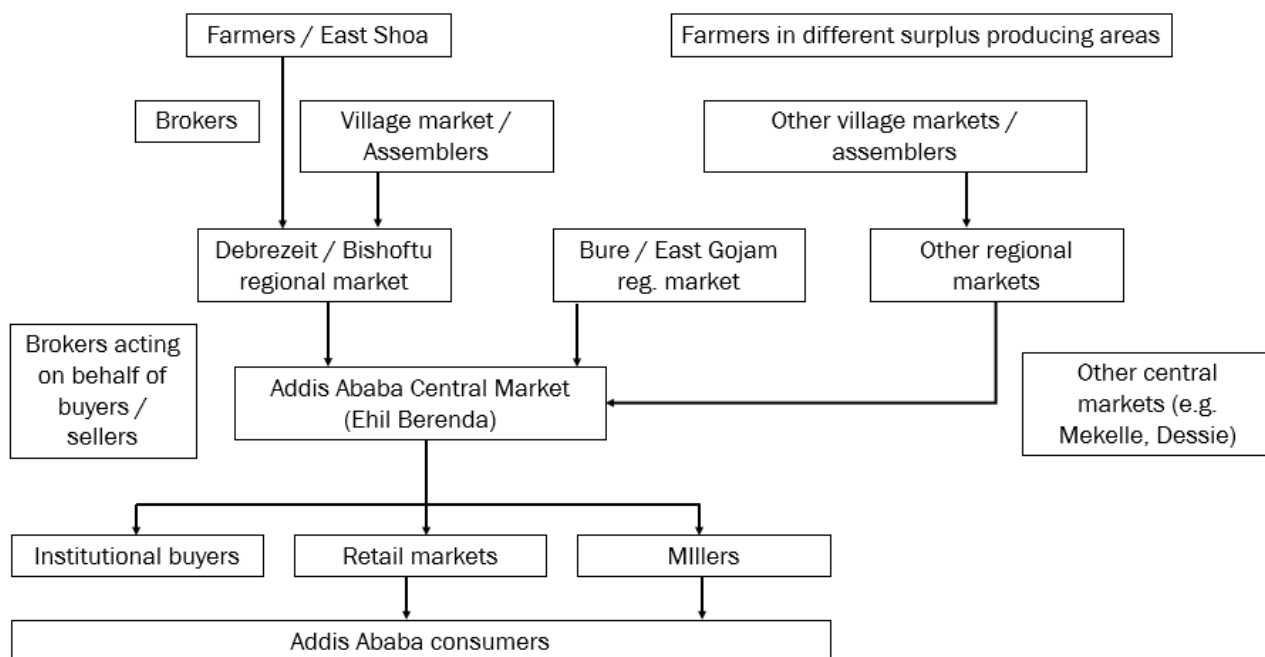 Farmers / East Shoa
Farmers in different surplus producing areas
Brokers
Village market /
Assemblers
Other village markets /
assemblers
Debrezeit / Bishoftu
regional market
Bure / East Gojam
reg. market
Other regional
markets
Brokers acting
on behalf of
buyers /
sellers
Addis Ababa Central Market
(Ehil Berenda)
Other central
markets (e.g.
Mekelle, Dessie)
Institutional buyers
Retail markets
MIllers
Addis Ababa consumers